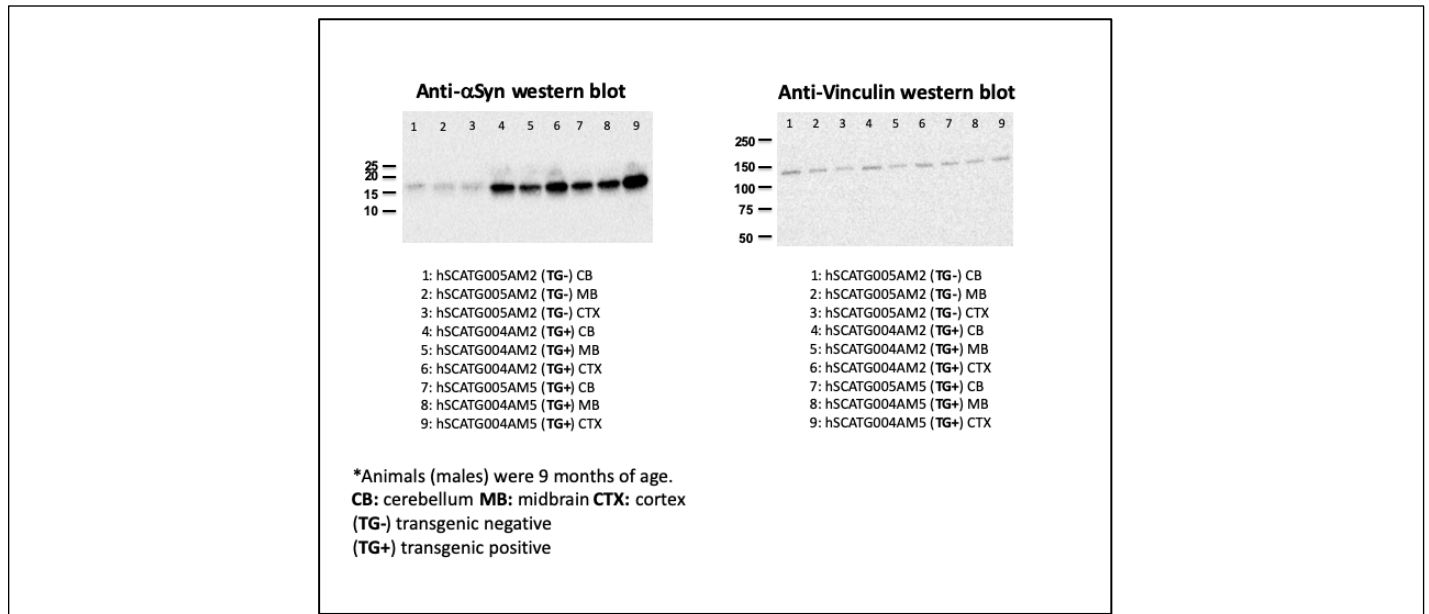 Anti-αSyn western blot
1 2 3 4 5 6 7 8 9
25
20
15
10
1: hSCATG005AM2 (TG-) CB
2: hSCATG005AM2 (TG-) MB
3: hSCATG005AM2 (TG-) CTX
4: hSCATG004AM2 (TG+) CB
5: hSCATG004AM2 (TG+) MB
6: hSCATG004AM2 (TG+) CTX
7: hSCATG005AM5 (TG+) CB
8: hSCATG004AM5 (TG+) MB
9: hSCATG004AM5 (TG+) CTX
Anti-Vinculin western blot
1 2 3 4 5 6 7 8 9
250
150
100
75
50
1: hSCATG005AM2 (TG-) CB
2: hSCATG005AM2 (TG-) MB
3: hSCATG005AM2 (TG-) CTX
4: hSCATG004AM2 (TG+) CB
5: hSCATG004AM2 (TG+) MB
6: hSCATG004AM2 (TG+) CTX
7: hSCATG005AM5 (TG+) CB
8: hSCATG004AM5 (TG+) MB
9: hSCATG004AM5 (TG+) CTX
*Animals (males) were 9 months of age.
CB: cerebellum MB: midbrain CTX: cortex
(TG-) transgenic negative
(TG+) transgenic positive